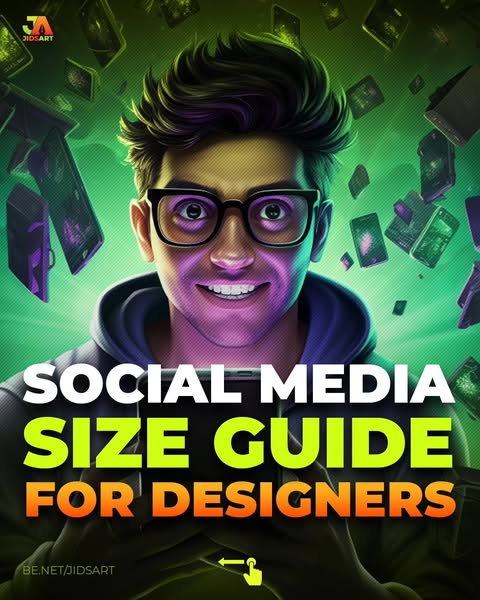 JA
JIDSART
SOCIAL MEDIA
SIZE GUIDE
FOR DESIGNERS
BE.NET/JIDSART